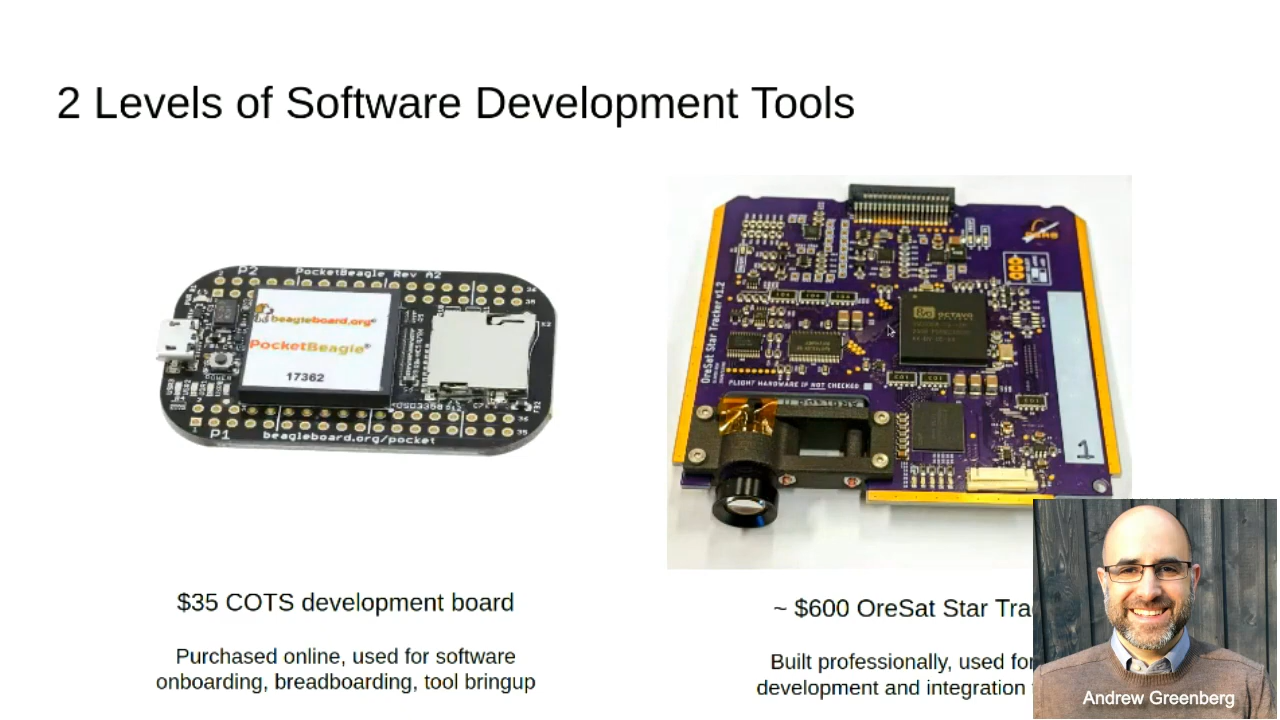 2 Levels of Software Development Tools
P2 PocketBeagle Rev A2
beagleboard.org®
PocketBeagle®
17362
POWER
P1
beagleboard.org/pocket
OreSat Star Tracker v1.2
OCTAVO
FLIGHT HARDWARE IF NOT CHECKED
1
$35 COTS development board
Purchased online, used for software
onboarding, breadboarding, tool bringup
~ $600 OreSat Star Tra
Built professionally, used for
development and integration
Andrew Greenberg